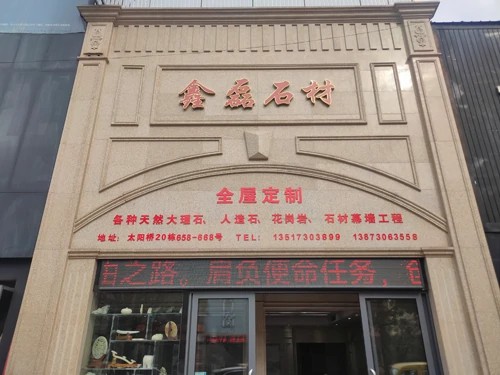 鑫磊石材
全屋定制
各种天然大理石、人造石、花岗岩、石材幕墙工程
地址：太阳桥20栋658-668号 TEL：13517303899 13873063558
之路。肩负使命任务，